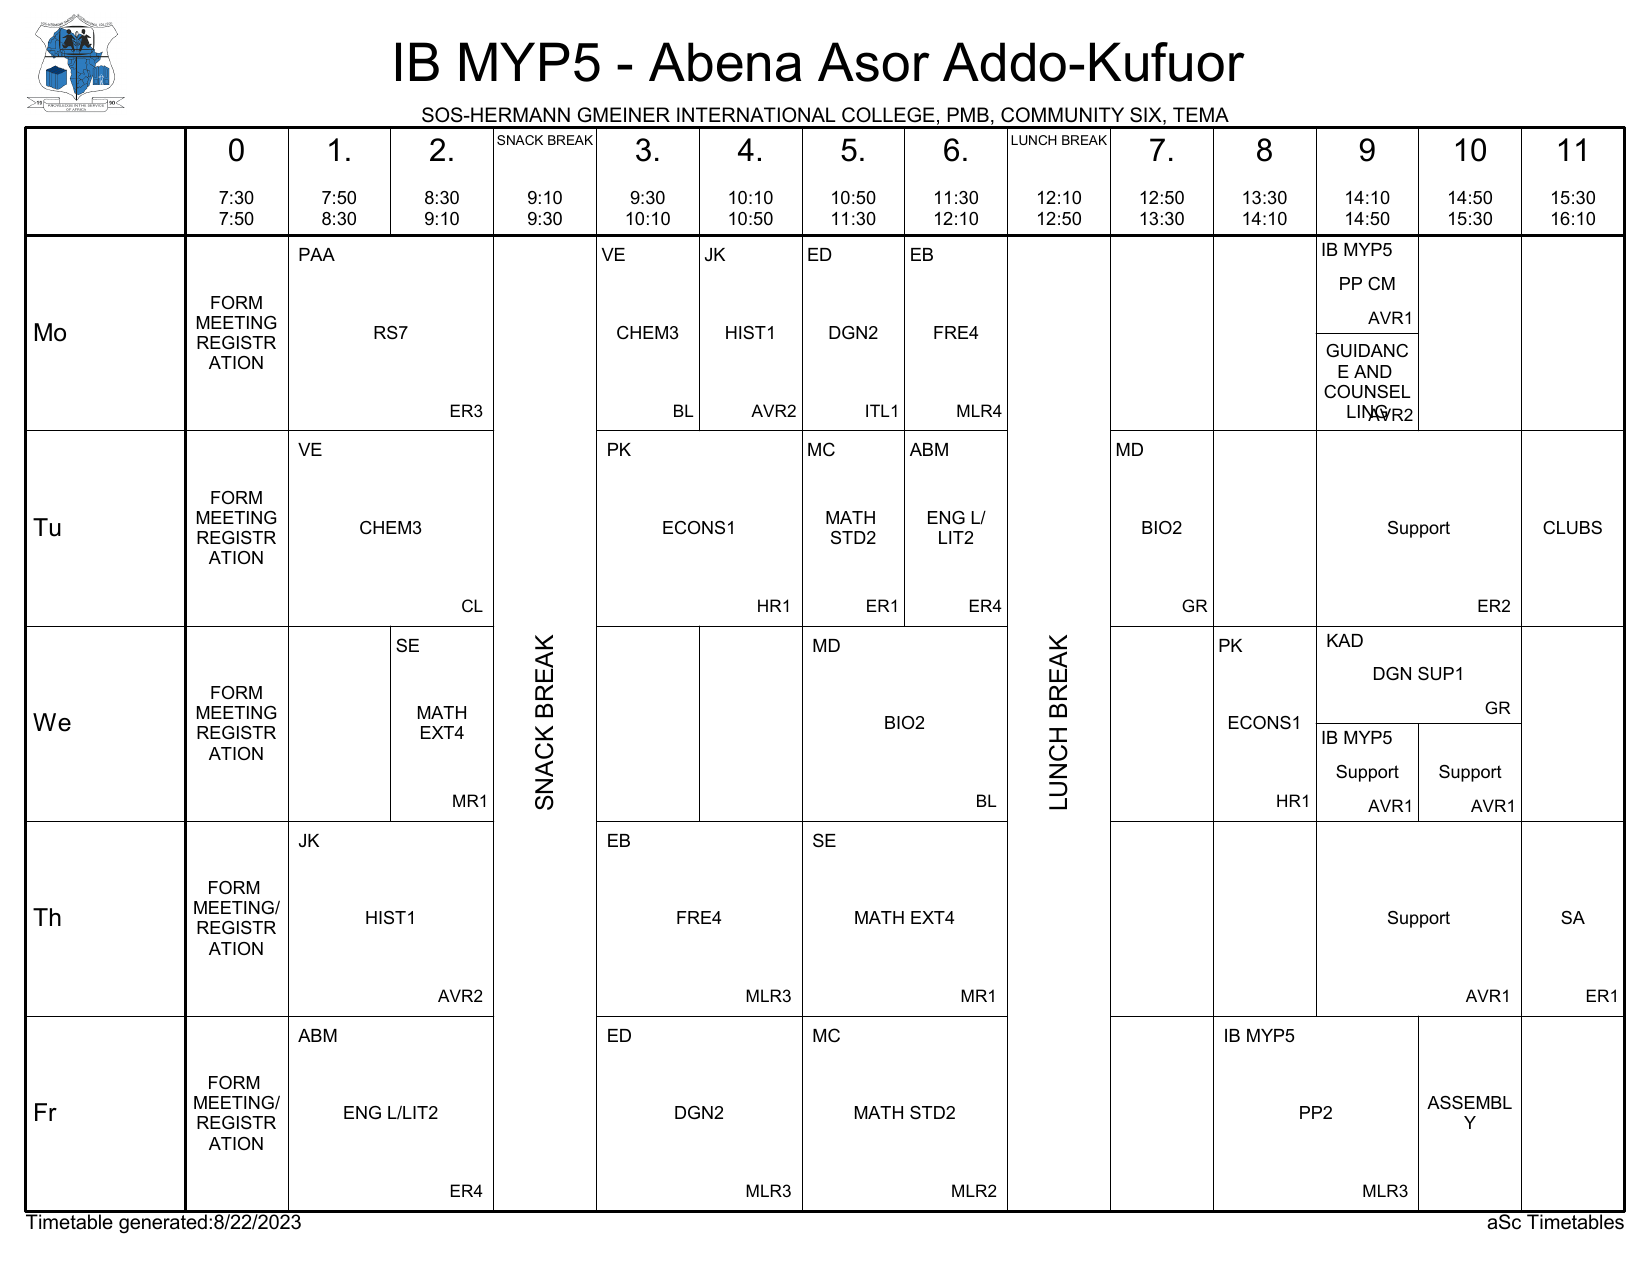 IB MYP5 - Abena Asor Addo-Kufuor
SOS-HERMANN GMEINER INTERNATIONAL COLLEGE, PMB, COMMUNITY SIX, TEMA
0 1. 2. SNACK BREAK 3. 4. 5. 6. LUNCH BREAK 7. 8 9 10 11
7:30 7:50 8:30 9:10 9:30 10:10 10:50 11:30 12:10 12:50 13:30 14:10 14:50 15:30
7:50 8:30 9:10 9:30 10:10 10:50 11:30 12:10 12:50 13:30 14:10 14:50 15:30 16:10
Mo
FORM
MEETING
REGISTR
ATION
PAA
RS7
ER3
VE
CHEM3
BL
JK
HIST1
AVR2
ED
DGN2
ITL1
EB
FRE4
MLR4
IB MYP5
PP CM
AVR1
GUIDANC
E AND
COUNSEL
LING
AVR2
Tu
FORM
MEETING
REGISTR
ATION
VE
CHEM3
CL
PK
ECONS1
HR1
MC
MATH
STD2
ER1
ABM
ENG L/
LIT2
ER4
MD
BIO2
GR
Support
ER2
CLUBS
We
FORM
MEETING
REGISTR
ATION
SE
MATH
EXT4
MR1
SNACK BREAK
MD
BIO2
BL
LUNCH BREAK
PK
ECONS1
HR1
KAD
DGN SUP1
GR
IB MYP5
Support
AVR1
Support
AVR1
Th
FORM
MEETING/
REGISTR
ATION
JK
HIST1
AVR2
EB
FRE4
MLR3
SE
MATH EXT4
MR1
Support
AVR1
SA
ER1
Fr
FORM
MEETING/
REGISTR
ATION
ABM
ENG L/LIT2
ER4
ED
DGN2
MLR3
MC
MATH STD2
MLR2
IB MYP5
PP2
MLR3
ASSEMBL
Y
Timetable generated:8/22/2023
aSc Timetables